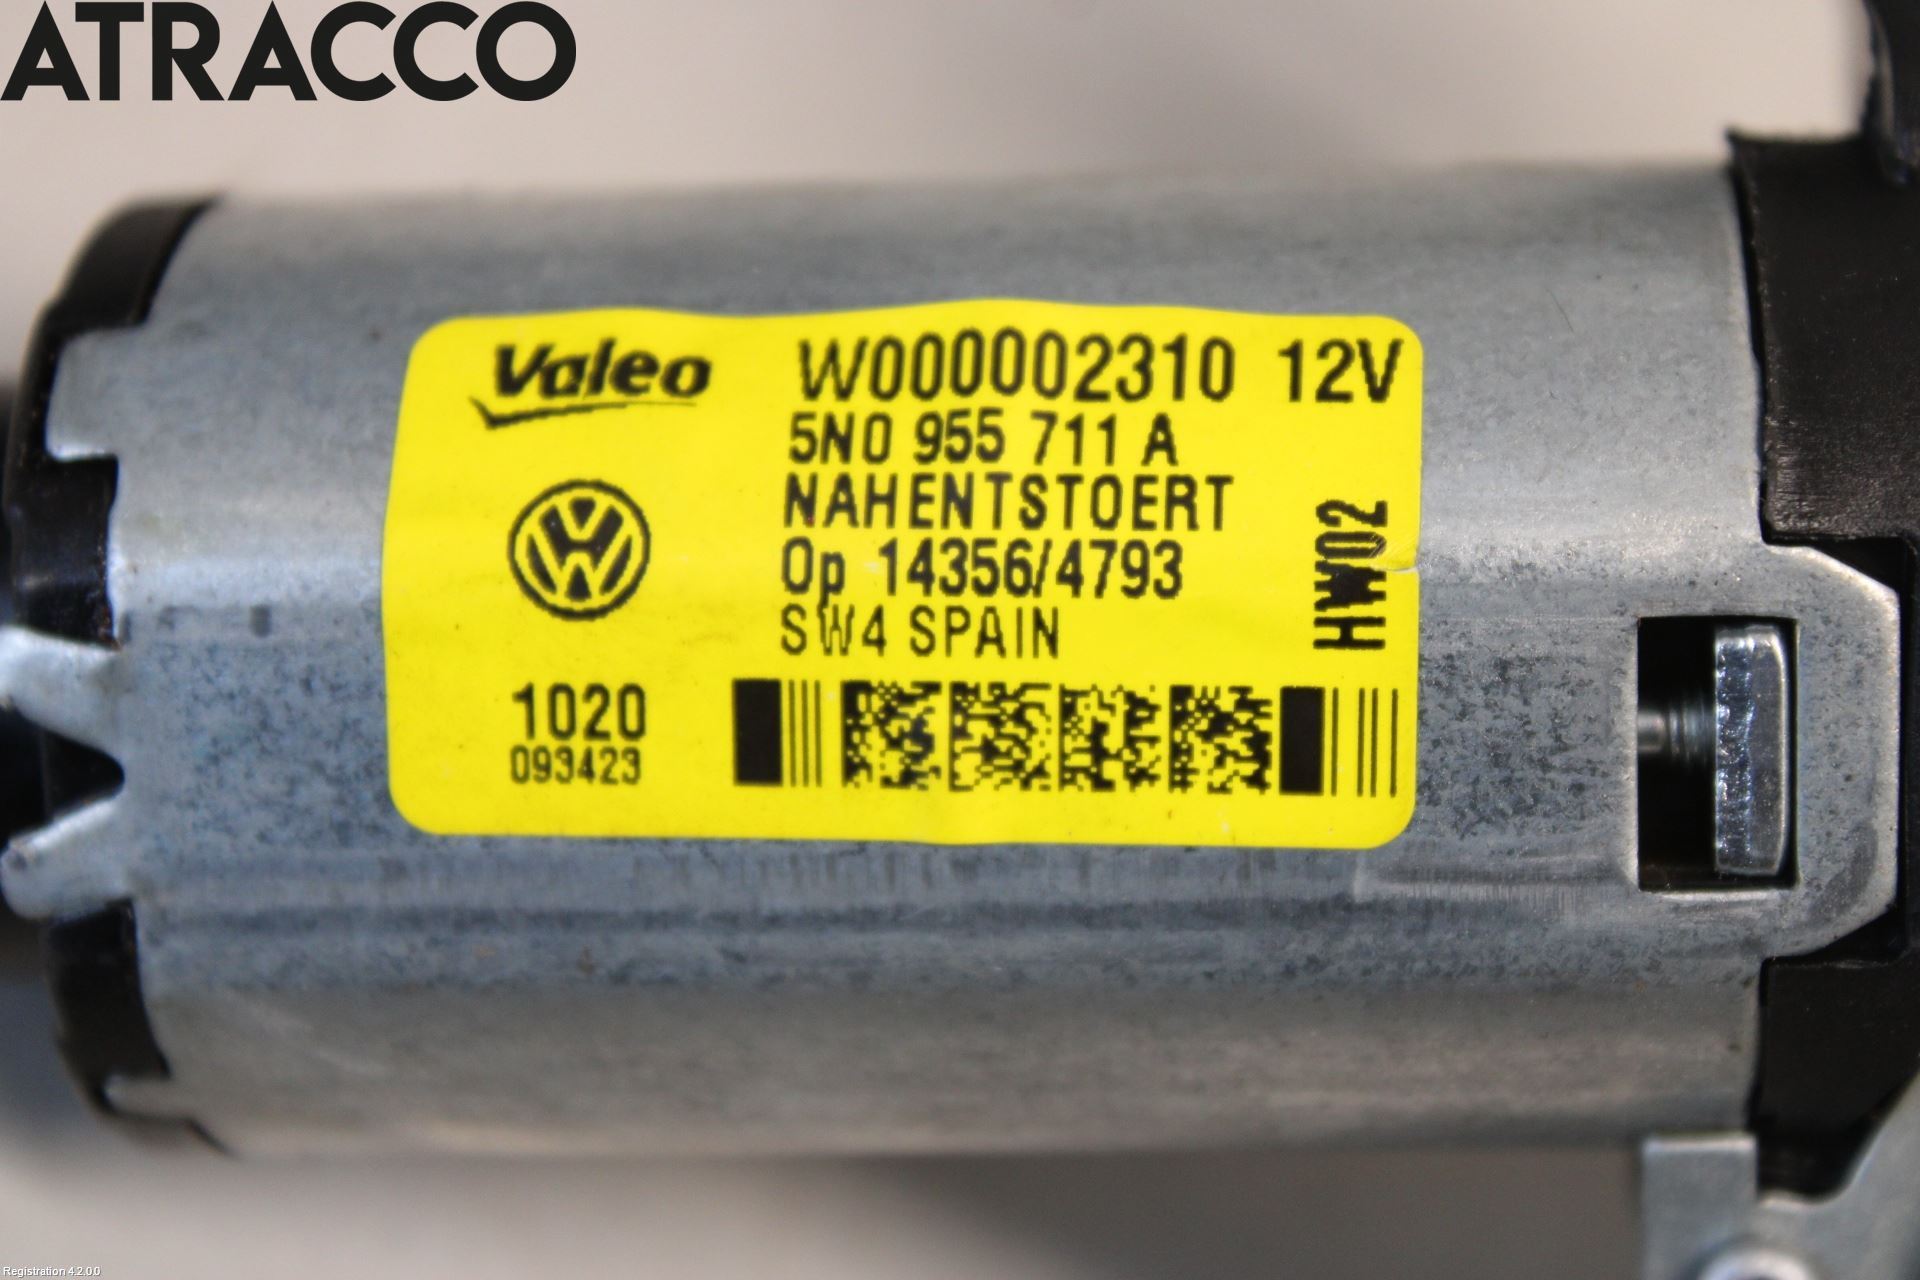 ATRACCO
Valeo W000002310 12V
5N0 955 711 A
NAHENTSTOERT
Op 14356/4793
SW4 SPAIN
HW02
1020
093423
Registration 4.2.0.0